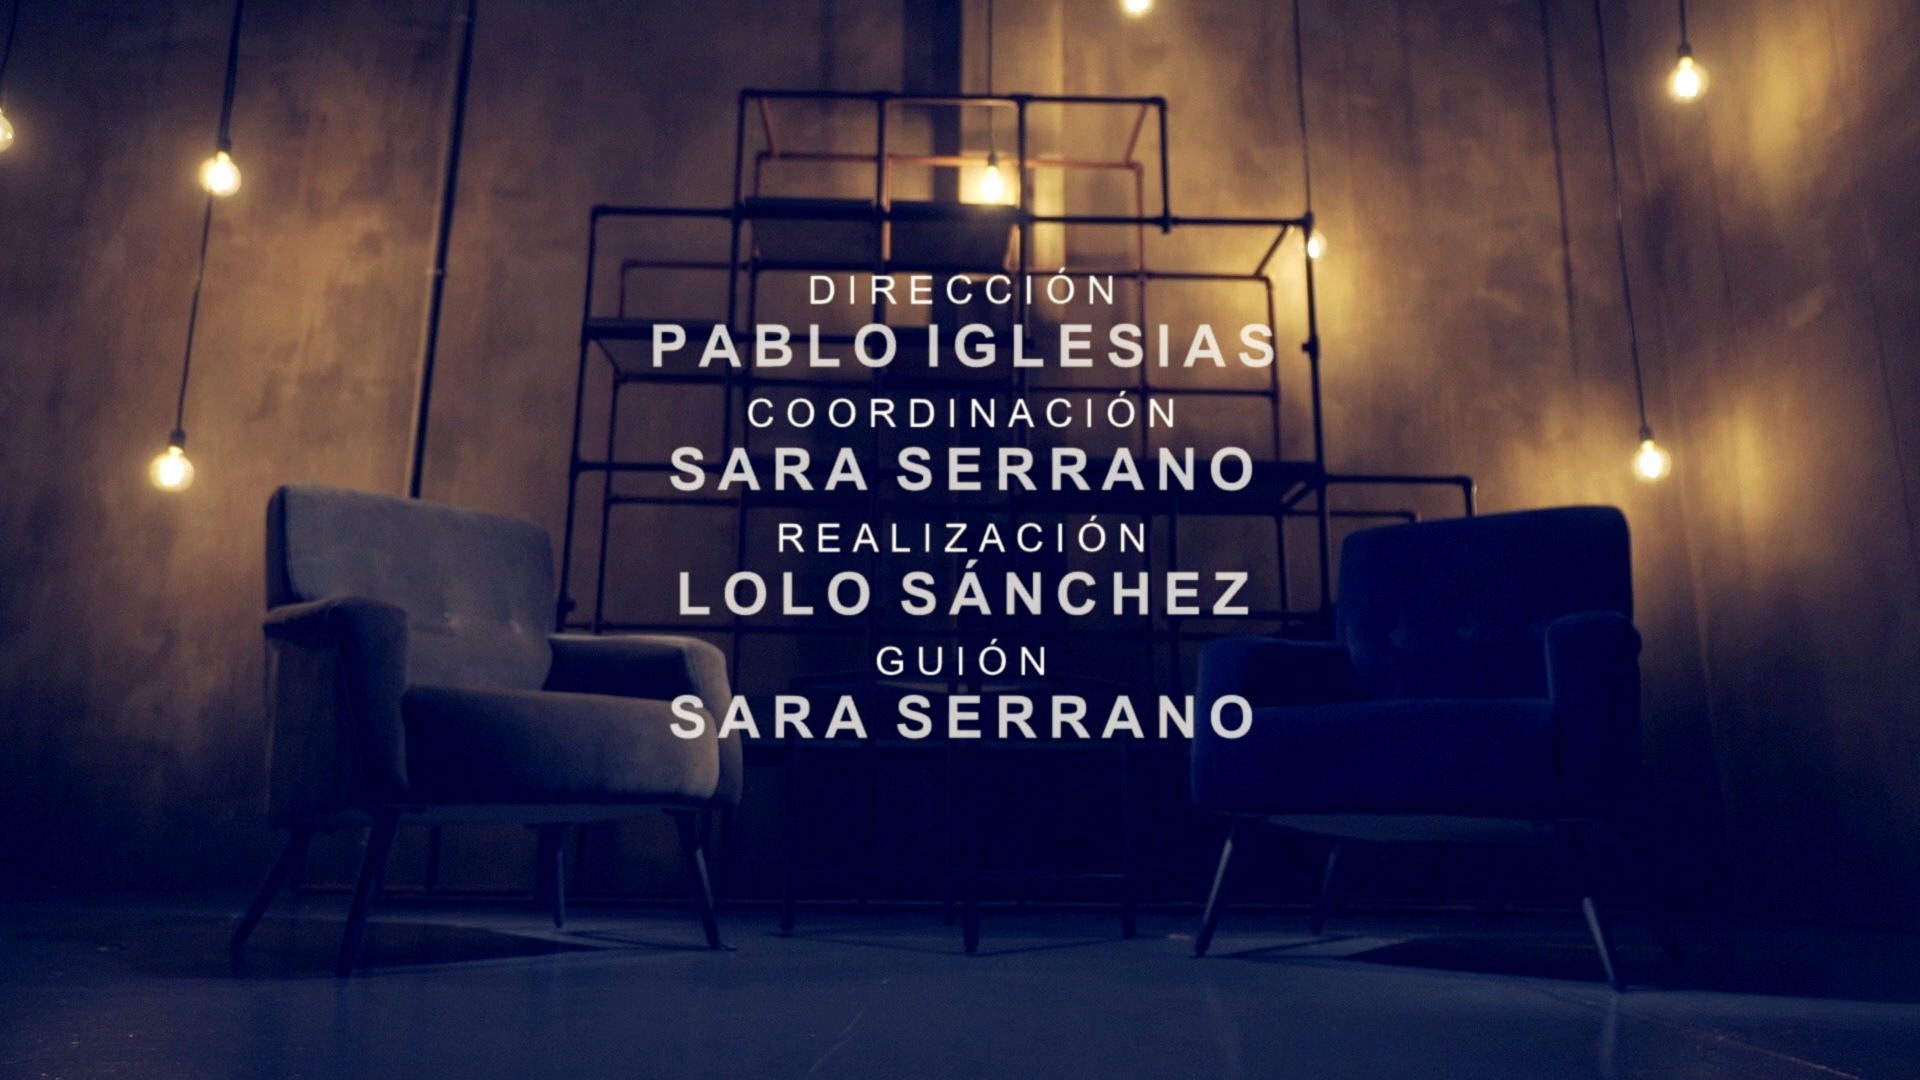 DIRECCIÓN
PABLO IGLESIAS
COORDINACIÓN
SARA SERRANO
REALIZACIÓN
LOLO SÁNCHEZ
GUIÓN
SARA SERRANO